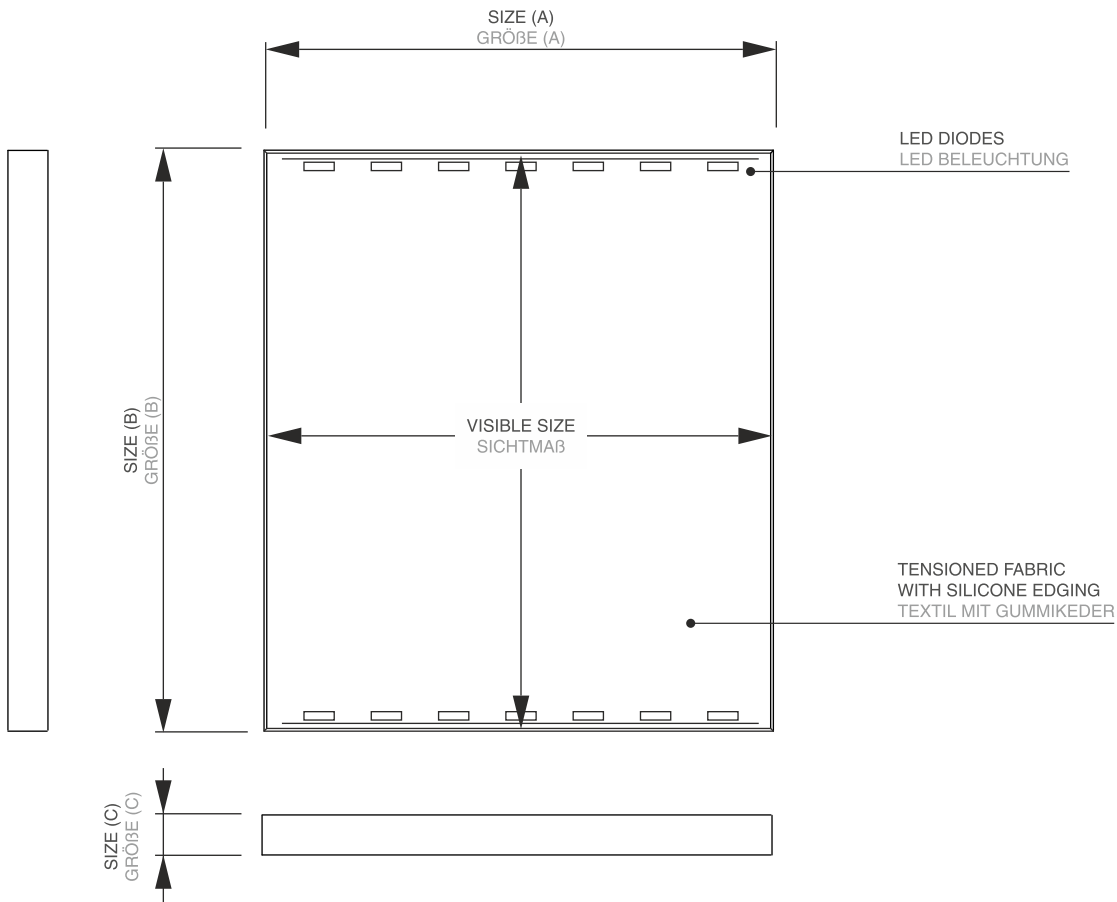 SIZE (A)
GRÖßE (A)
LED DIODES
LED BELEUCHTUNG
SIZE (B)
GRÖßE (B)
VISIBLE SIZE
SICHTMAß
TENSIONED FABRIC
WITH SILICONE EDGING
TEXTIL MIT GUMMIKEDER
SIZE (C)
GRÖßE (C)